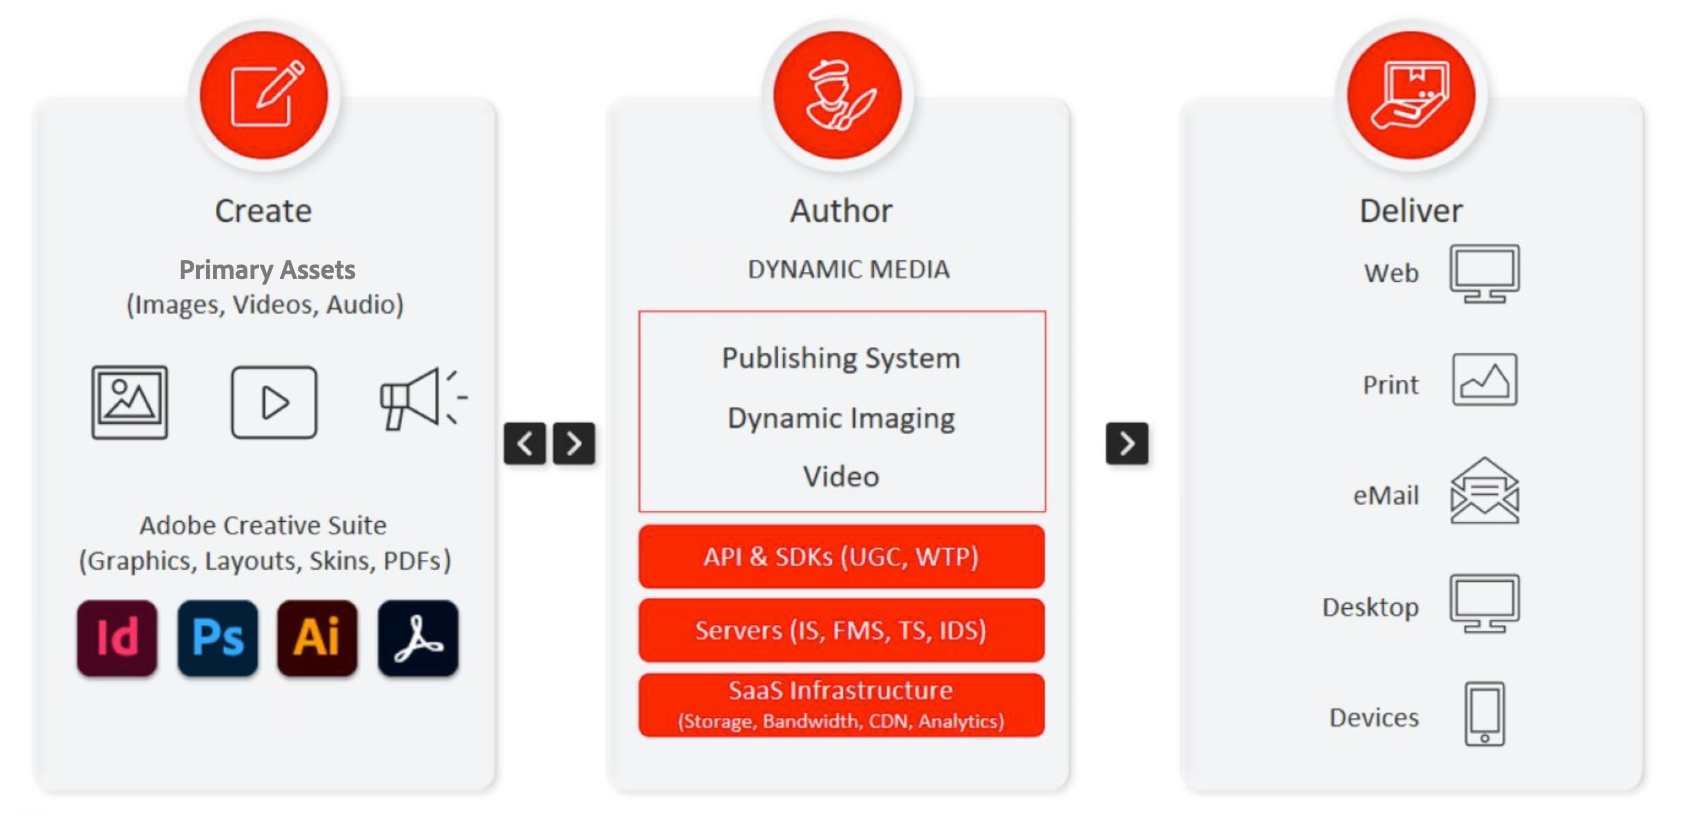 Create
Primary Assets
(Images, Videos, Audio)
Adobe Creative Suite
(Graphics, Layouts, Skins, PDFs)
Id
Ps
Ai
Author
DYNAMIC MEDIA
Publishing System
Dynamic Imaging
Video
API & SDKs (UGC, WTP)
Servers (IS, FMS, TS, IDS)
SaaS Infrastructure
(Storage, Bandwidth, CDN, Analytics)
Deliver
Web
Print
eMail
Desktop
Devices